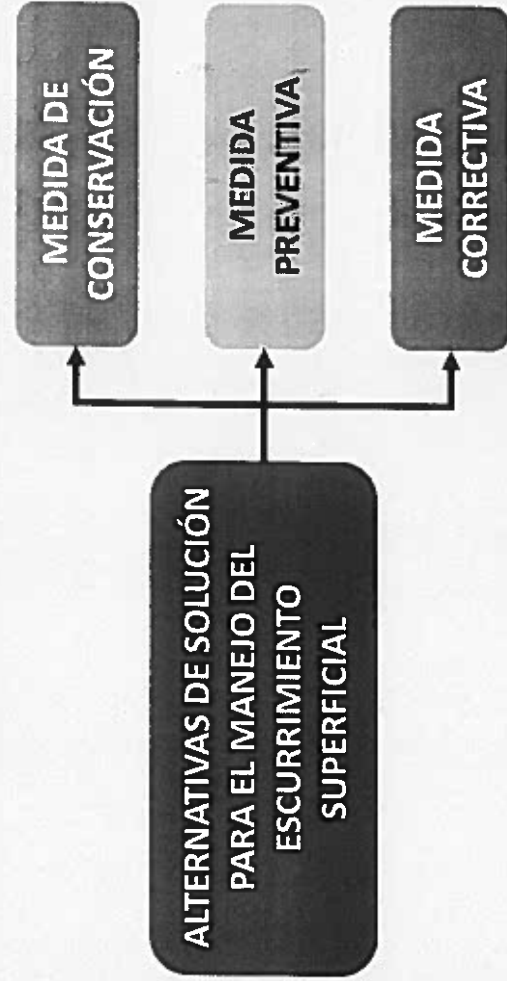 ALTERNATIVAS DE SOLUCIÓN
PARA EL MANEJO DEL
ESCURRIMIENTO
SUPERFICIAL
MEDIDA DE
CONSERVACIÓN
MEDIDA
PREVENTIVA
MEDIDA
CORRECTIVA